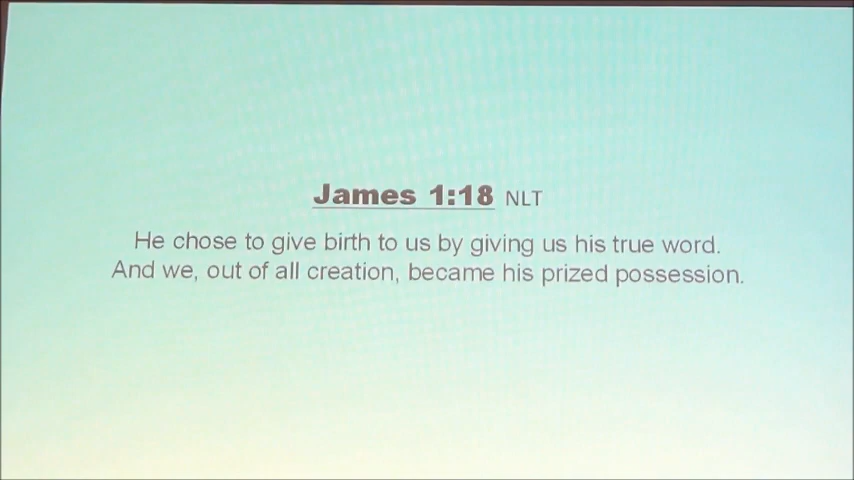 James 1:18 NLT
He chose to give birth to us by giving us his true word.
And we, out of all creation, became his prized possession.